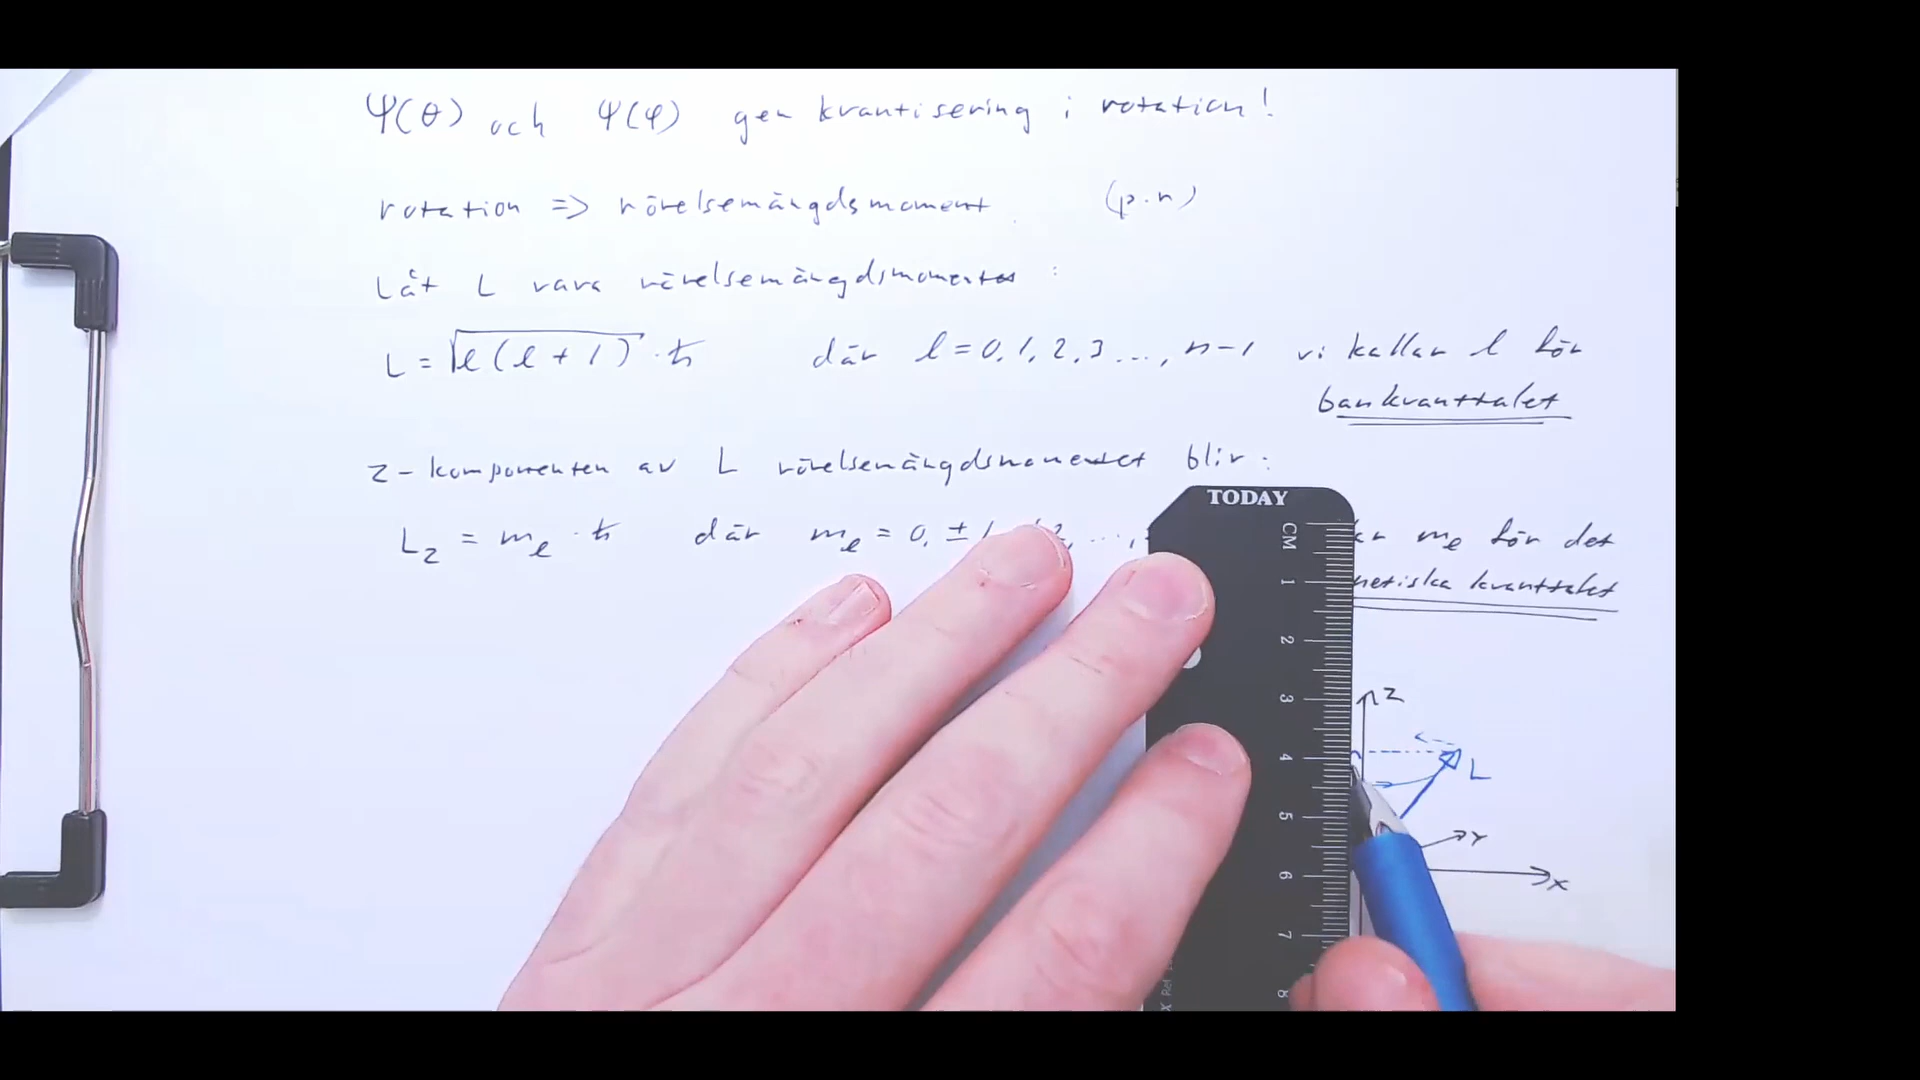 Ψ(θ) och Ψ(φ) ger kvantisering i rotation!
rotation => rörelsemängdsmoment (p·r)
Låt L vara rörelsemängdsmomentet:
L = √l(l+1) · ħ där l = 0, 1, 2, 3 ..., n-1 vi kallar l för
bankvanttalet
z-komponenten av L rörelsemängdsmomentet blir:
L_z = m_l · ħ där m_l = 0, ±1, ..., m_l för det
kvanttalet
TODAY
CM
1
2
3
4
5
6
7
8
z
L
Y
X